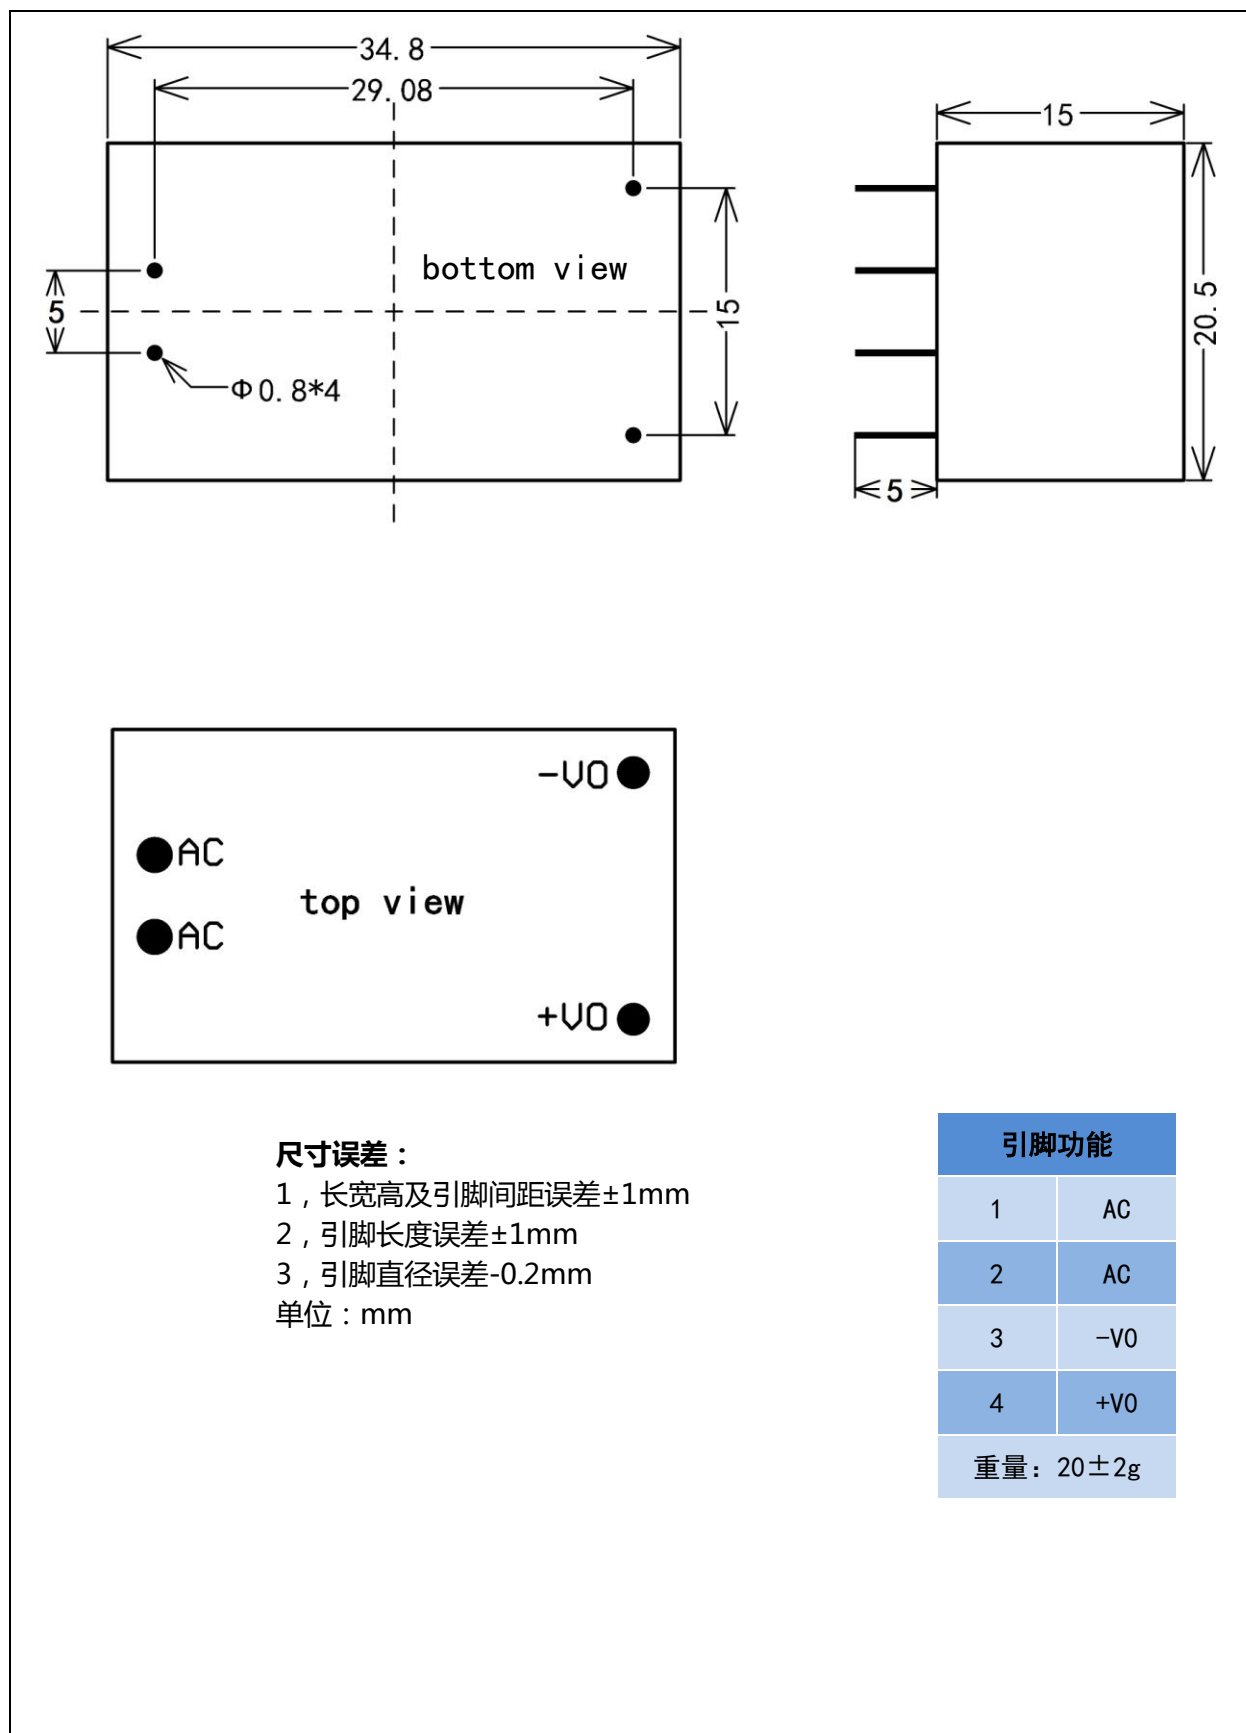 34.8
29.08
15
bottom view
5
15
20.5
Φ0.8*4
5
-VO
AC
top view
AC
+VO
尺寸误差：
1，长宽高及引脚间距误差±1mm
2，引脚长度误差±1mm
3，引脚直径误差-0.2mm
单位：mm
引脚功能
1 AC
2 AC
3 -VO
4 +VO
重量：20±2g